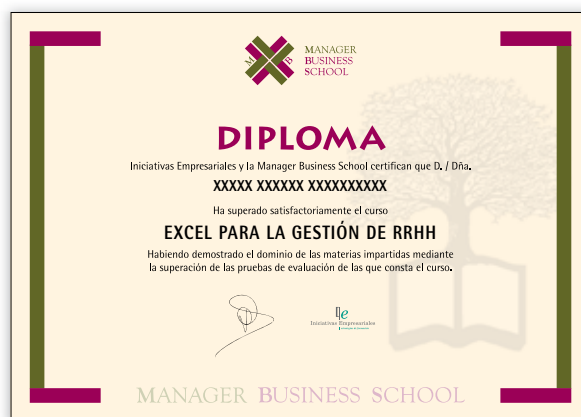 M B
MANAGER
BUSINESS
SCHOOL
DIPLOMA
Iniciativas Empresariales y la Manager Business School certifican que D. / Dña.
XXXXX XXXXXX XXXXXXXXXX
Ha superado satisfactoriamente el curso
EXCEL PARA LA GESTIÓN DE RRHH
Habiendo demostrado el dominio de las materias impartidas mediante
la superación de las pruebas de evaluación de las que consta el curso.
Ie
Iniciativas Empresariales
MANAGER BUSINESS SCHOOL